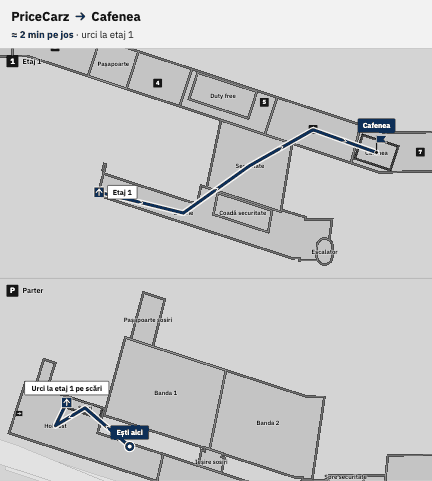 PriceCarz → Cafenea
≈ 2 min pe jos · urci la etaj 1
1 Etaj 1
Pașapoarte
4
Duty free
5
Cafenea
7
Etaj 1
Coadă securitate
Escalator
P Parter
Pașapoarte sosiri
Urci la etaj 1 pe scări
Banda 1
Banda 2
Ești aici
Ieșire sosiri